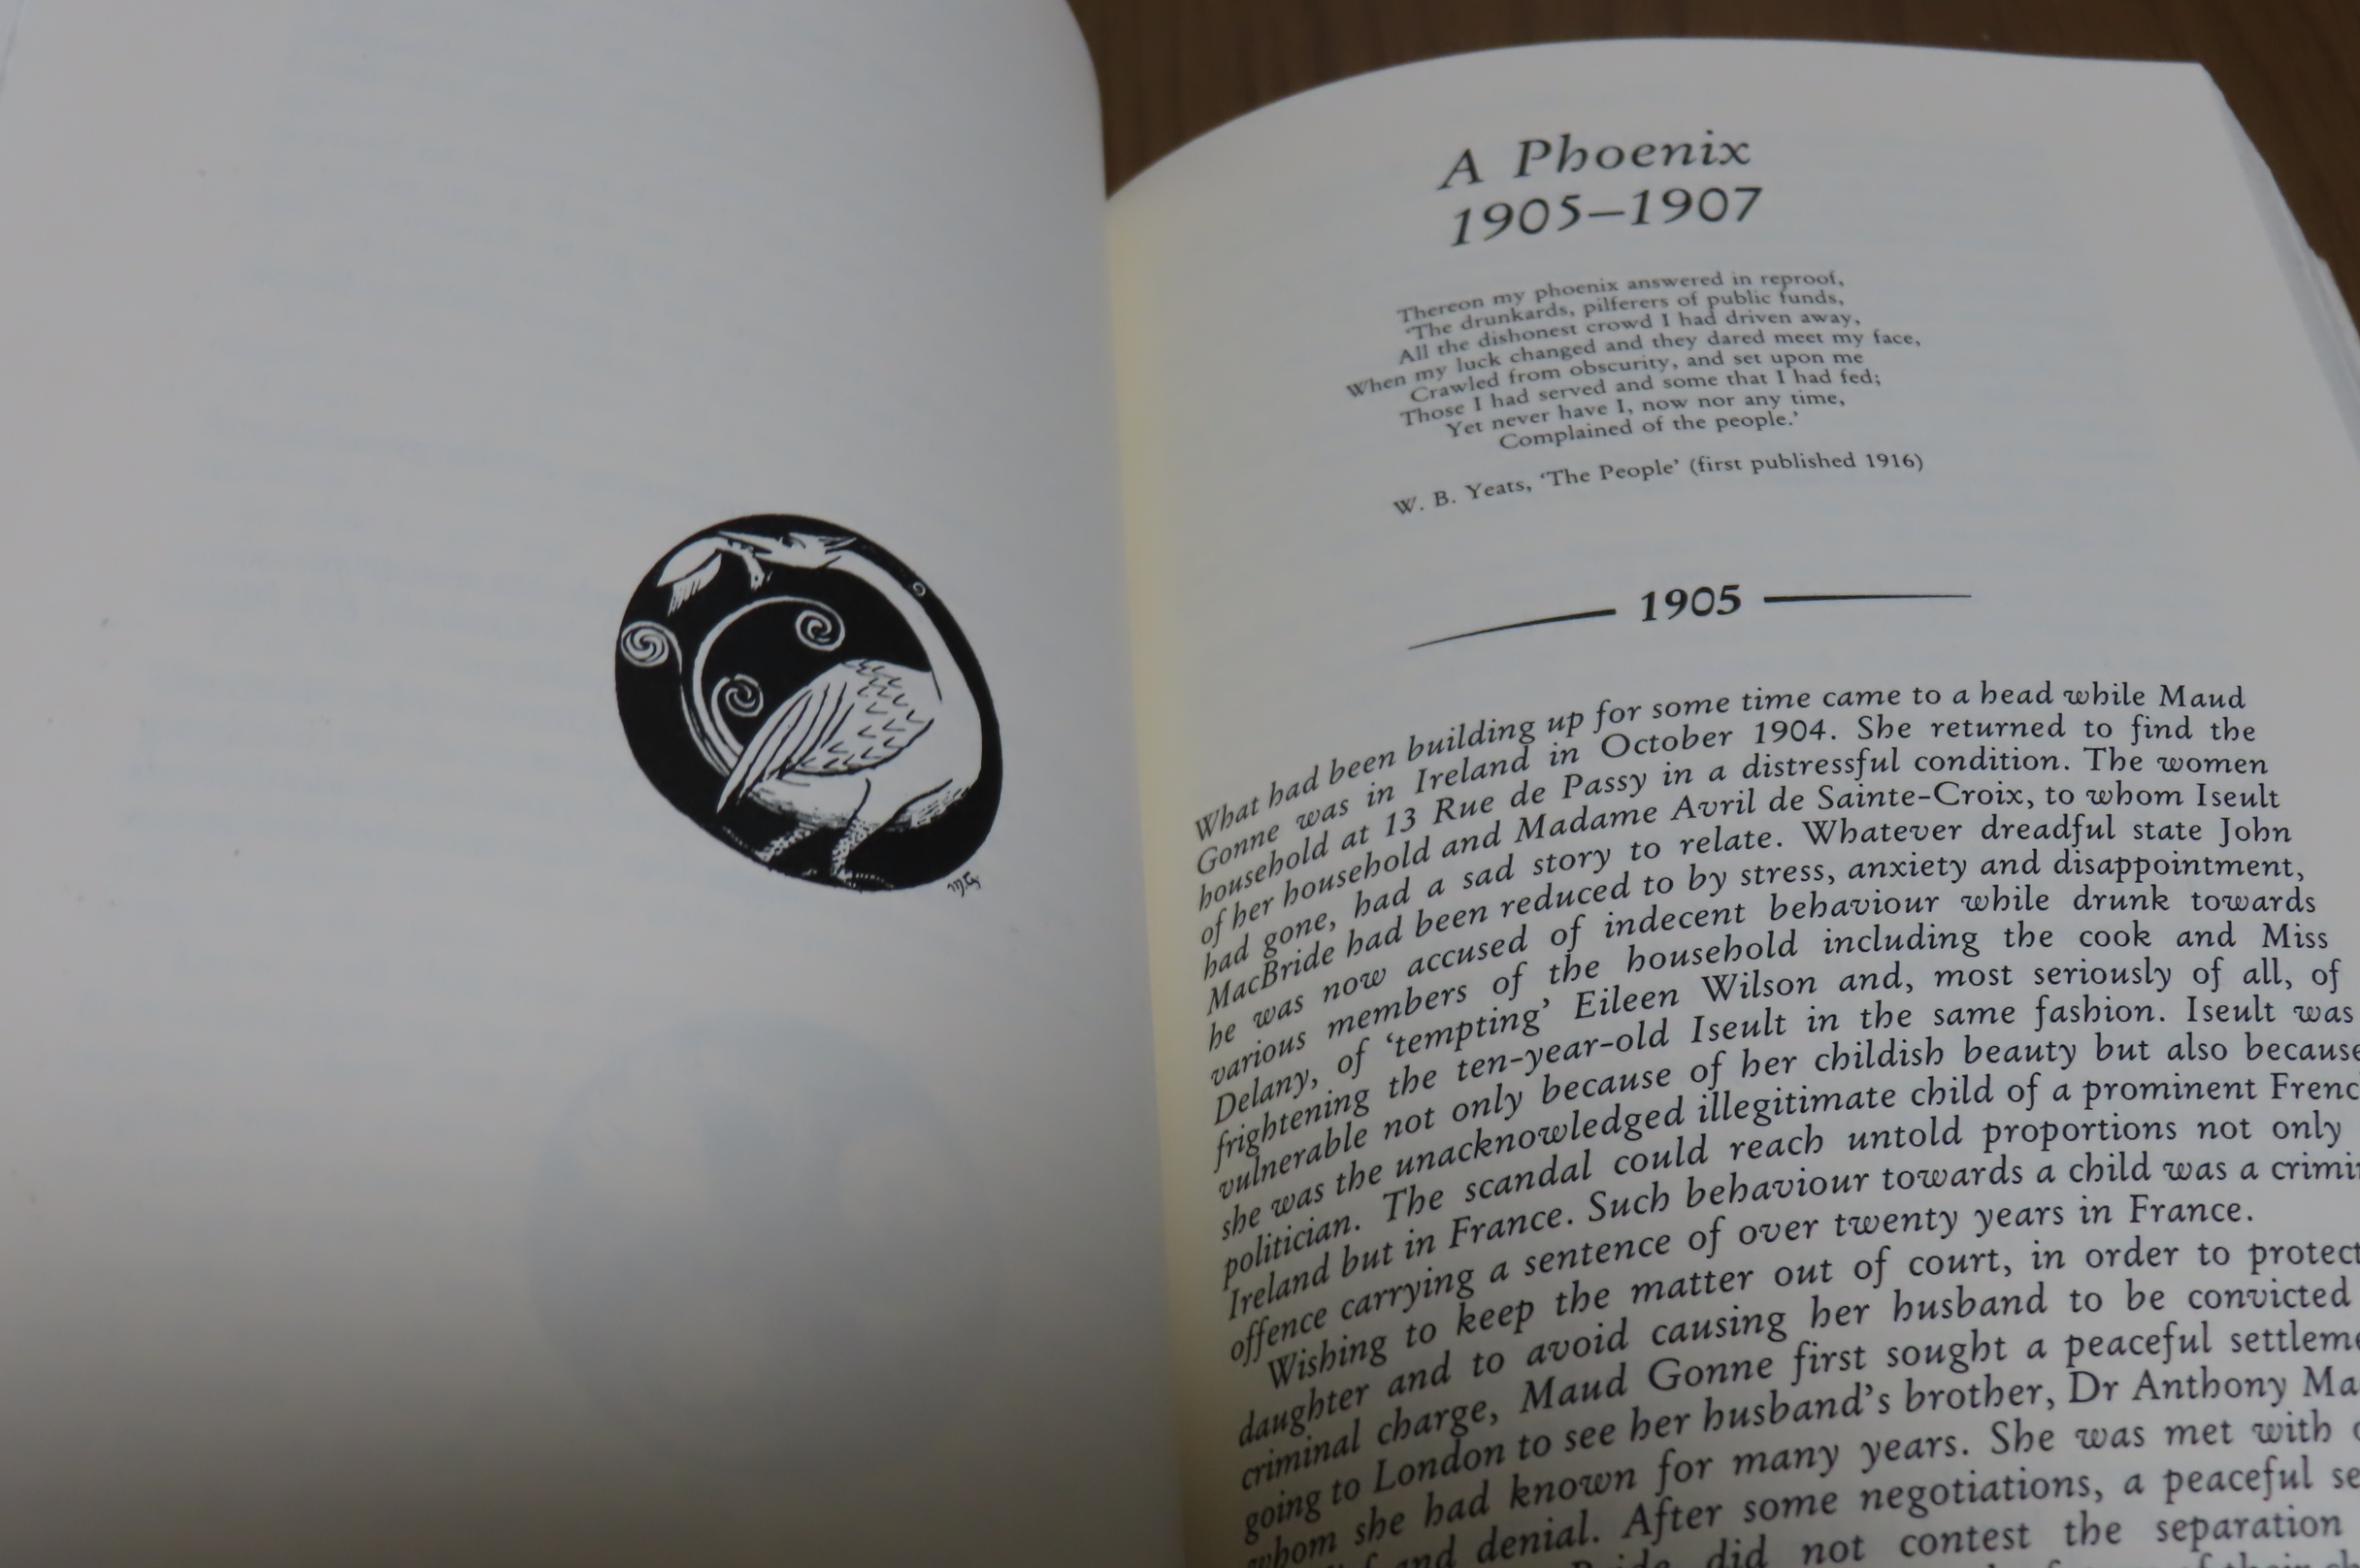 M.G
A Phoenix
1905–1907
Thereon my phoenix answered in reproof,
‘The drunkards, pilferers of public funds,
All the dishonest crowd I had driven away,
When my luck changed and they dared meet my face,
Crawled from obscurity, and set upon me
Those I had served and some that I had fed;
Yet never have I, now nor any time,
Complained of the people.’
W. B. Yeats, ‘The People’ (first published 1916)
1905
What had been building up for some time came to a head while Maud
Gonne was in Ireland in October 1904. She returned to find the
household at 13 Rue de Passy in a distressful condition. The women
of her household and Madame Avril de Sainte-Croix, to whom Iseult
had gone, had a sad story to relate. Whatever dreadful state John
MacBride had been reduced to by stress, anxiety and disappointment,
he was now accused of indecent behaviour while drunk towards
various members of the household including the cook and Miss
Delany, of ‘tempting’ Eileen Wilson and, most seriously of all, of
frightening the ten-year-old Iseult in the same fashion. Iseult was
vulnerable not only because of her childish beauty but also because
she was the unacknowledged illegitimate child of a prominent Frenc
politician. The scandal could reach untold proportions not only
Ireland but in France. Such behaviour towards a child was a crimi
offence carrying a sentence of over twenty years in France.
Wishing to keep the matter out of court, in order to protect
daughter and to avoid causing her husband to be convicted
criminal charge, Maud Gonne first sought a peaceful settleme
going to London to see her husband’s brother, Dr Anthony Ma
whom she had known for many years. She was met with
and denial. After some negotiations, a peaceful se
did not contest the separation